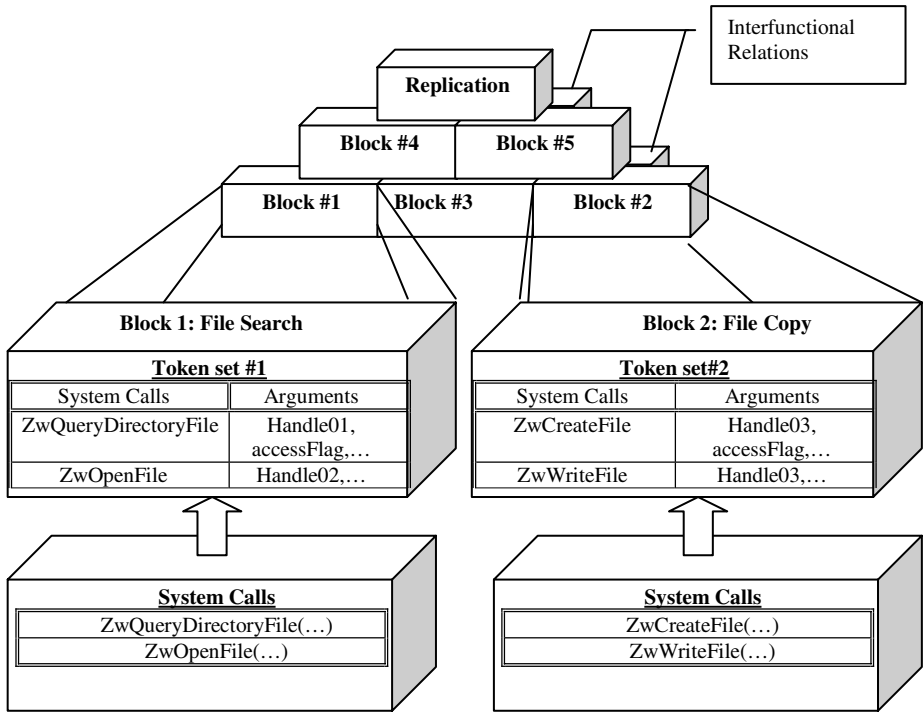 Interfunctional
Relations
Replication
Block #4
Block #5
Block #1
Block #3
Block #2
Block 1: File Search
Token set #1
System Calls
Arguments
ZwQueryDirectoryFile
Handle01,
accessFlag,…
ZwOpenFile
Handle02,…
Block 2: File Copy
Token set#2
System Calls
Arguments
ZwCreateFile
Handle03,
accessFlag,…
ZwWriteFile
Handle03,…
System Calls
ZwQueryDirectoryFile(…)
ZwOpenFile(…)
System Calls
ZwCreateFile(…)
ZwWriteFile(…)